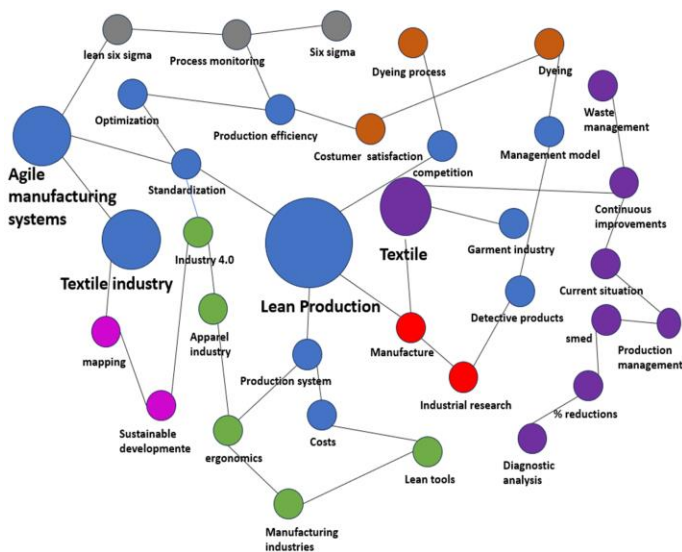 lean six sigma
Process monitoring
Six sigma
Dyeing process
Dyeing
Waste
management
Optimization
Production efficiency
Costumer satisfaction
competition
Management model
Agile
manufacturing
systems
Standardization
Continuous
improvements
Textile industry
Industry 4.0
Lean Production
Textile
Garment industry
Current situation
mapping
Apparel
industry
Manufacture
Detective products
smed
Production
management
Production system
Sustainable
developmente
ergonomics
Costs
Industrial research
% reductions
Lean tools
Diagnostic
analysis
Manufacturing
industries